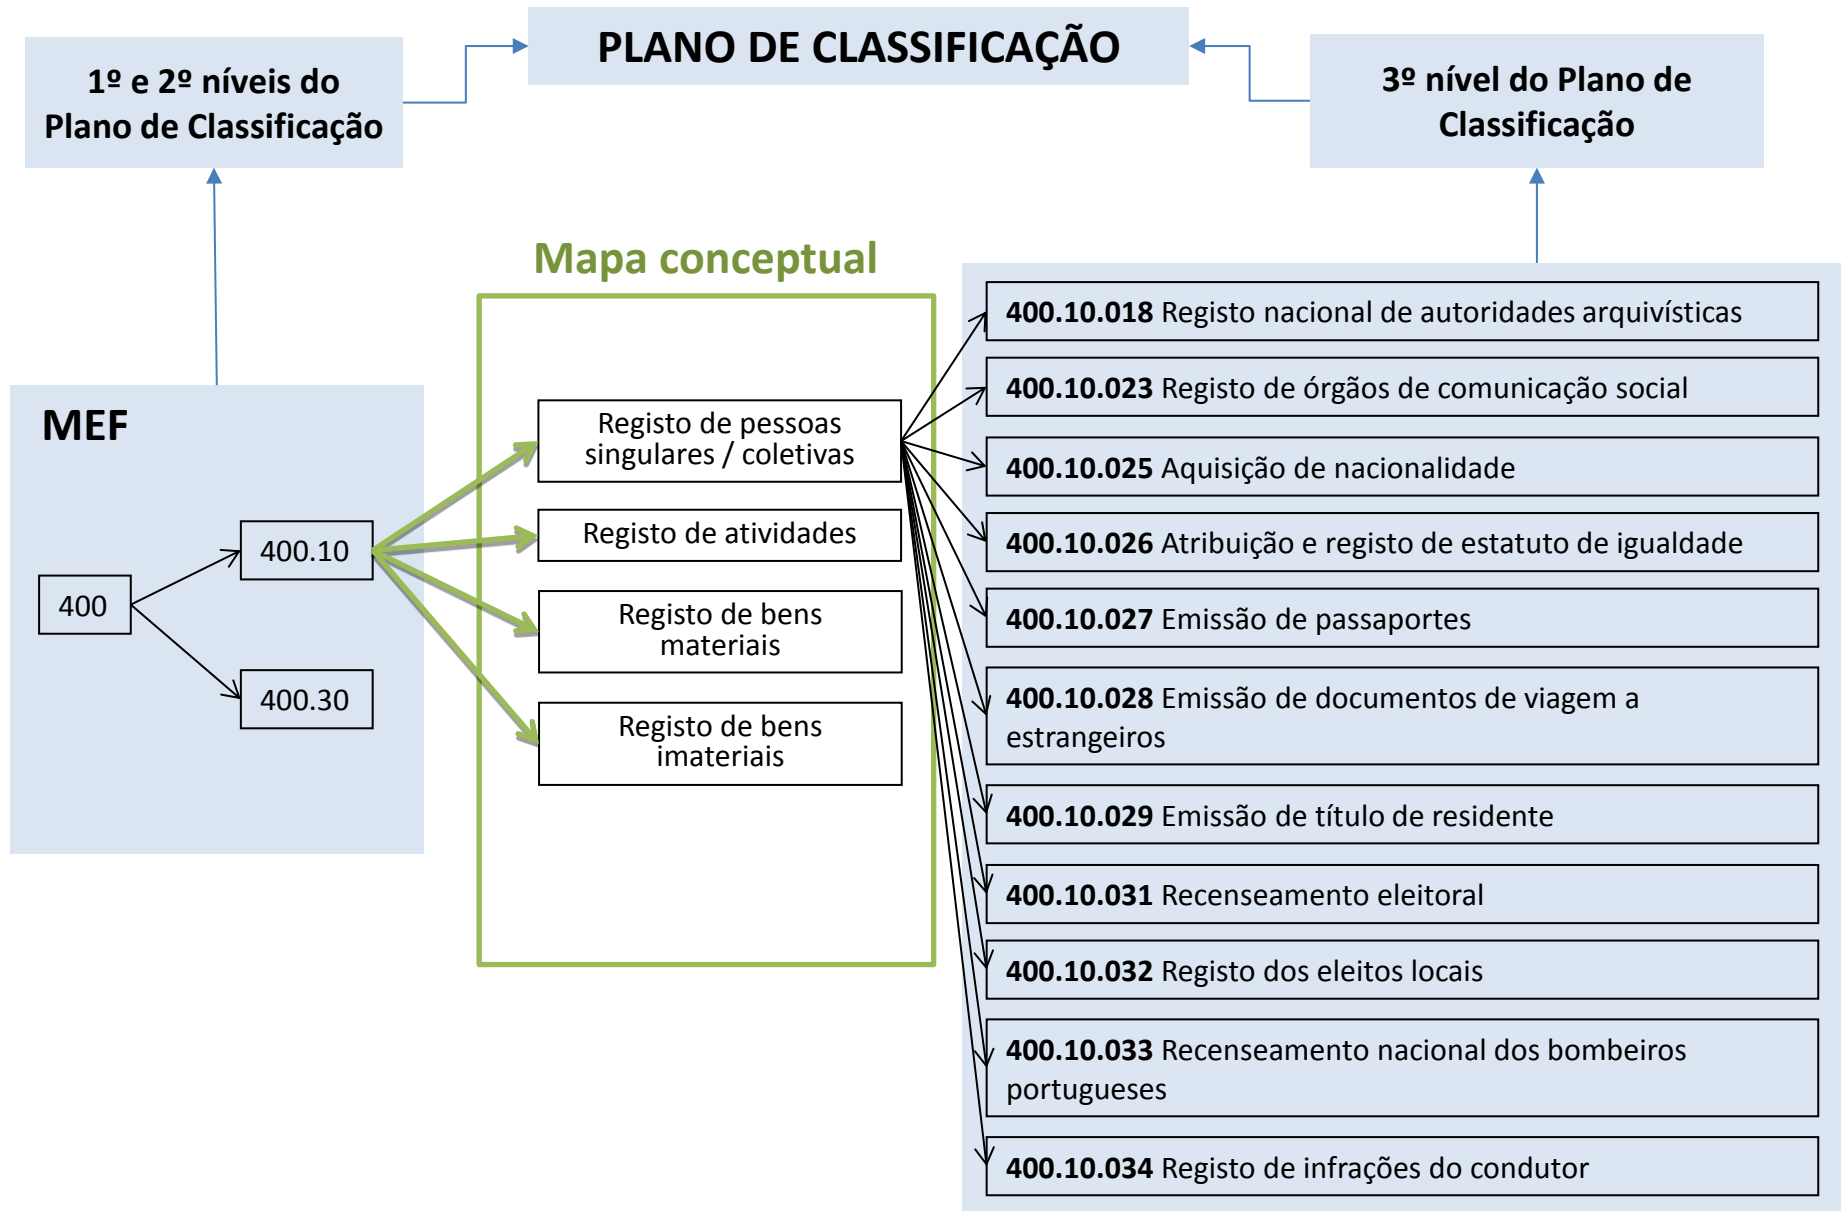 PLANO DE CLASSIFICAÇÃO
1º e 2º níveis do
Plano de Classificação
3º nível do Plano de
Classificação
Mapa conceptual
MEF
400
400.10
400.30
Registo de pessoas
singulares / coletivas
Registo de atividades
Registo de bens
materiais
Registo de bens
imateriais
400.10.018 Registo nacional de autoridades arquivísticas
400.10.023 Registo de órgãos de comunicação social
400.10.025 Aquisição de nacionalidade
400.10.026 Atribuição e registo de estatuto de igualdade
400.10.027 Emissão de passaportes
400.10.028 Emissão de documentos de viagem a
estrangeiros
400.10.029 Emissão de título de residente
400.10.031 Recenseamento eleitoral
400.10.032 Registo dos eleitos locais
400.10.033 Recenseamento nacional dos bombeiros
portugueses
400.10.034 Registo de infrações do condutor